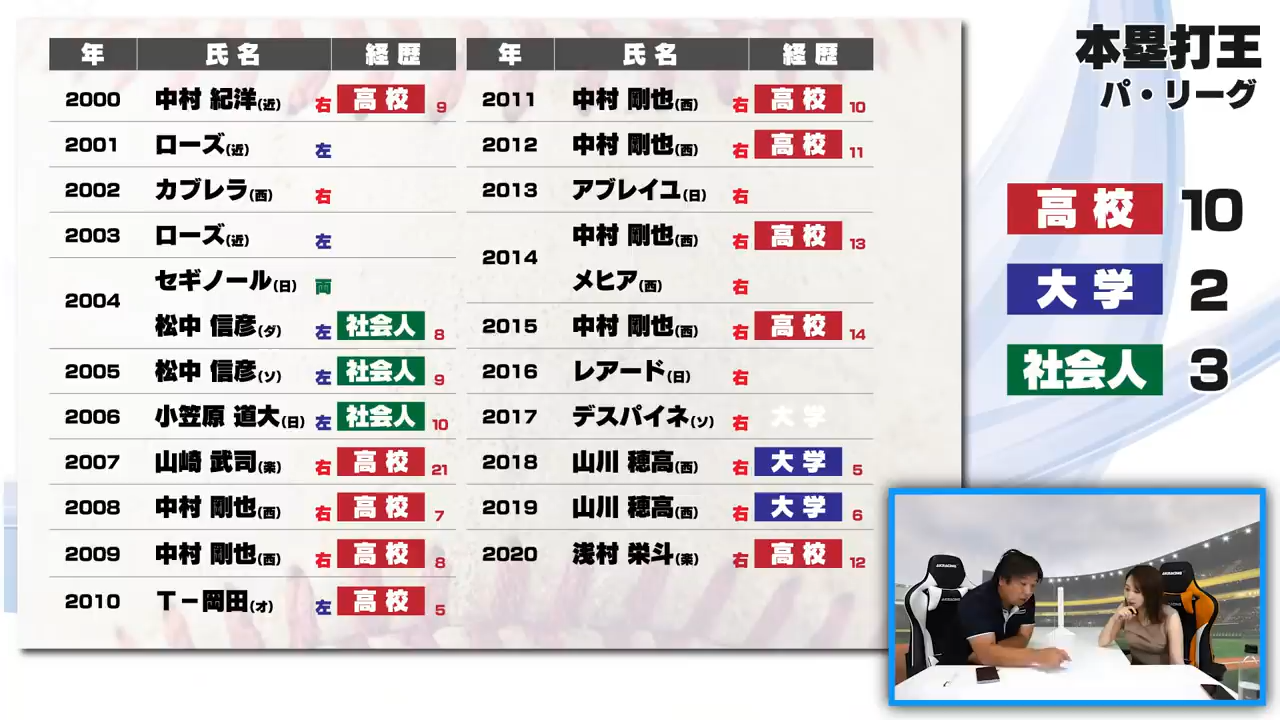 本塁打王
パ・リーグ
年 氏名 経歴
2000 中村 紀洋(近) 右 高校 9
2001 ローズ(近) 左
2002 カブレラ(西) 右
2003 ローズ(近) 左
2004 セギノール(日) 両
松中 信彦(ダ) 左 社会人 8
2005 松中 信彦(ソ) 左 社会人 9
2006 小笠原 道大(日) 左 社会人 10
2007 山﨑 武司(楽) 右 高校 21
2008 中村 剛也(西) 右 高校 7
2009 中村 剛也(西) 右 高校 8
2010 T－岡田(オ) 左 高校 5
年 氏名 経歴
2011 中村 剛也(西) 右 高校 10
2012 中村 剛也(西) 右 高校 11
2013 アブレイユ(日) 右
2014 中村 剛也(西) 右 高校 13
メヒア(西) 右
2015 中村 剛也(西) 右 高校 14
2016 レアード(日) 右
2017 デスパイネ(ソ) 右 大学
2018 山川 穂高(西) 右 大学 5
2019 山川 穂高(西) 右 大学 6
2020 浅村 栄斗(楽) 右 高校 12
高校 10
大学 2
社会人 3
AKRACING
AKRACING